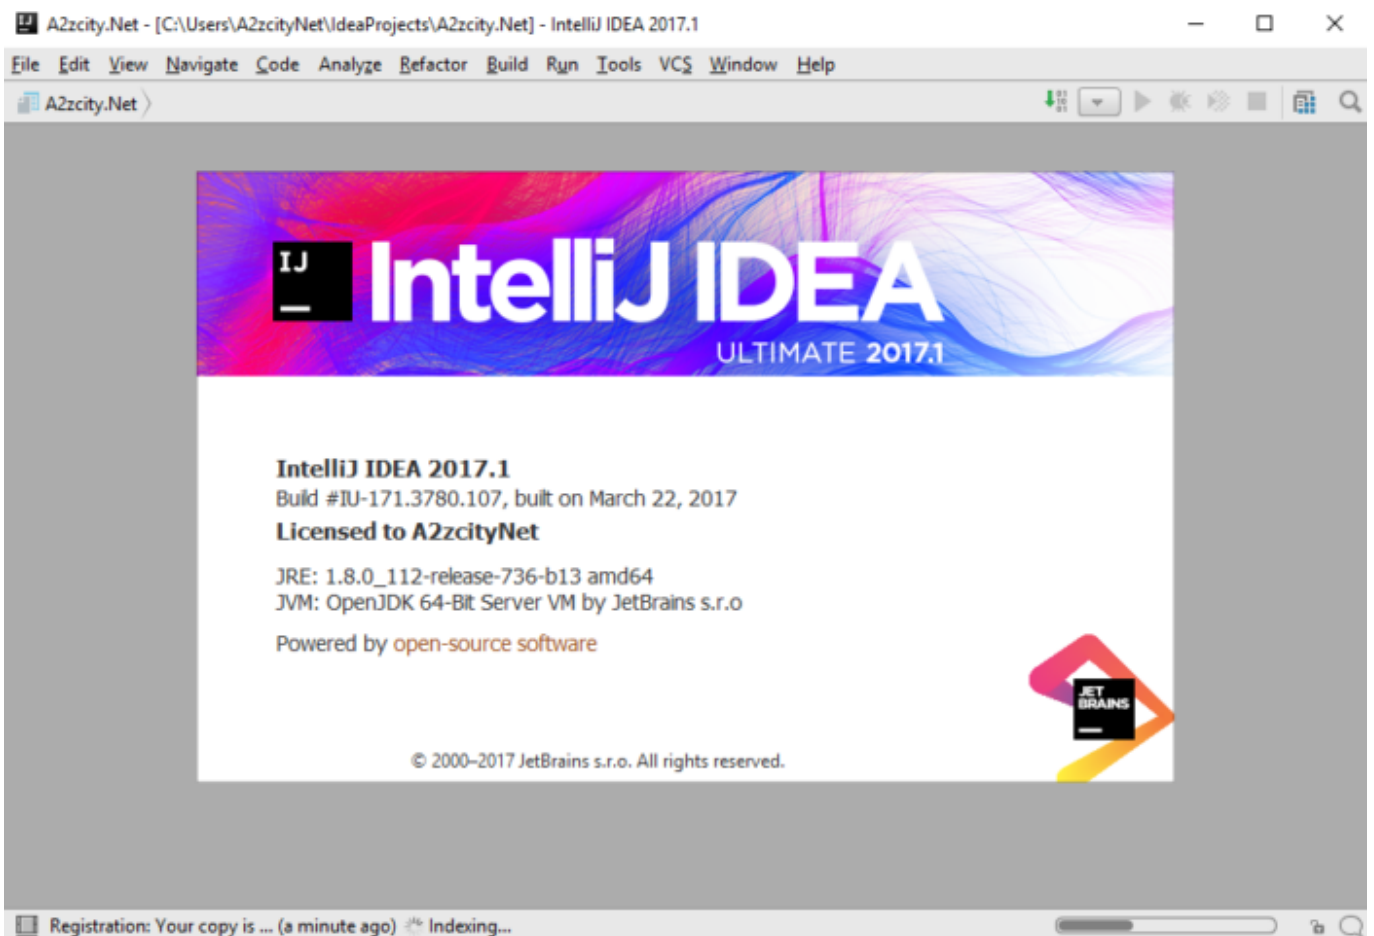 A2zcity.Net - [C:\Users\A2zcityNet\IdeaProjects\A2zcity.Net] - IntelliJ IDEA 2017.1
File Edit View Navigate Code Analyze Refactor Build Run Tools VCS Window Help
A2zcity.Net
IJ
IntelliJ IDEA
ULTIMATE 2017.1
IntelliJ IDEA 2017.1
Build #IU-171.3780.107, built on March 22, 2017
Licensed to A2zcityNet
JRE: 1.8.0_112-release-736-b13 amd64
JVM: OpenJDK 64-Bit Server VM by JetBrains s.r.o
Powered by open-source software
JET
BRAINS
© 2000–2017 JetBrains s.r.o. All rights reserved.
Registration: Your copy is ... (a minute ago) Indexing...